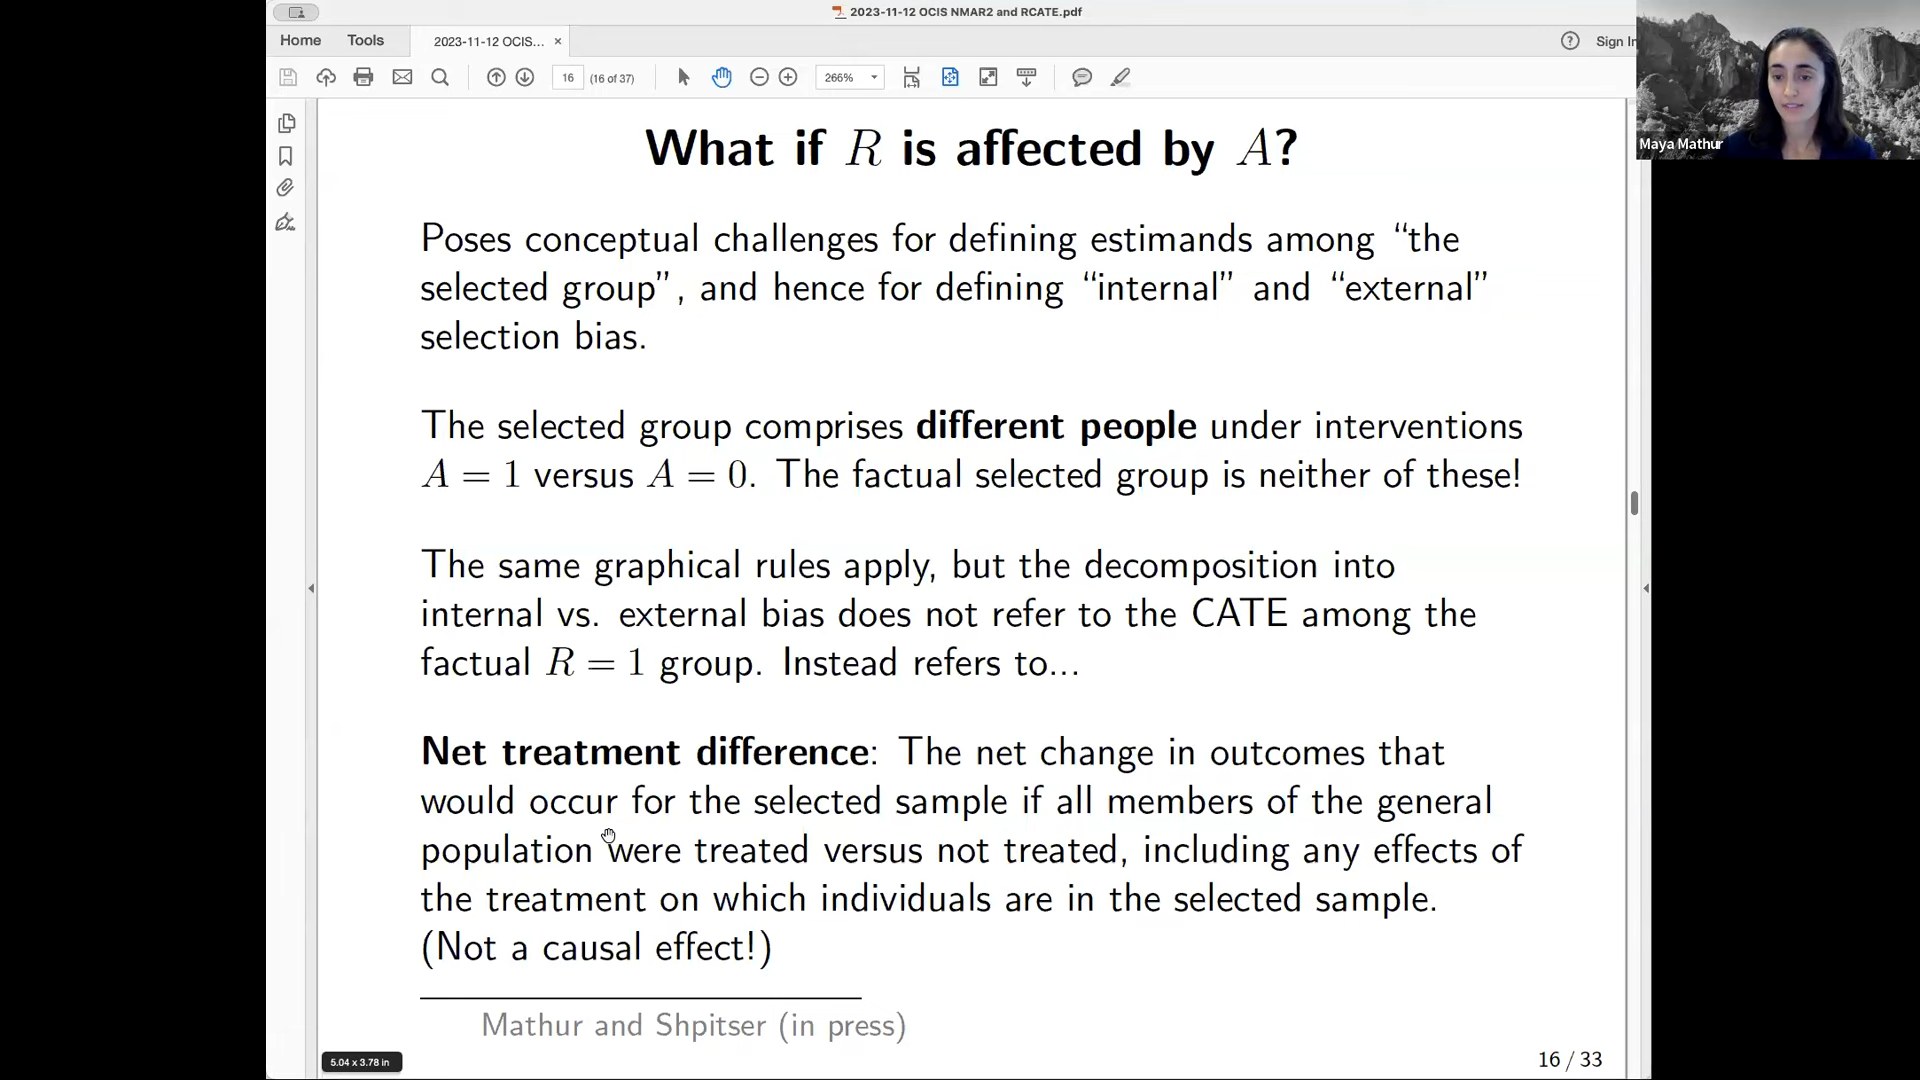 2023-11-12 OCIS NMAR2 and RCATE.pdf
Home Tools 2023-11-12 OCIS... × Sign In
16 (16 of 37) 266%
Maya Mathur
What if R is affected by A?
Poses conceptual challenges for defining estimands among “the
selected group”, and hence for defining “internal” and “external”
selection bias.
The selected group comprises different people under interventions
A = 1 versus A = 0. The factual selected group is neither of these!
The same graphical rules apply, but the decomposition into
internal vs. external bias does not refer to the CATE among the
factual R = 1 group. Instead refers to...
Net treatment difference: The net change in outcomes that
would occur for the selected sample if all members of the general
population were treated versus not treated, including any effects of
the treatment on which individuals are in the selected sample.
(Not a causal effect!)
Mathur and Shpitser (in press)
5.04 x 3.78 in
16 / 33